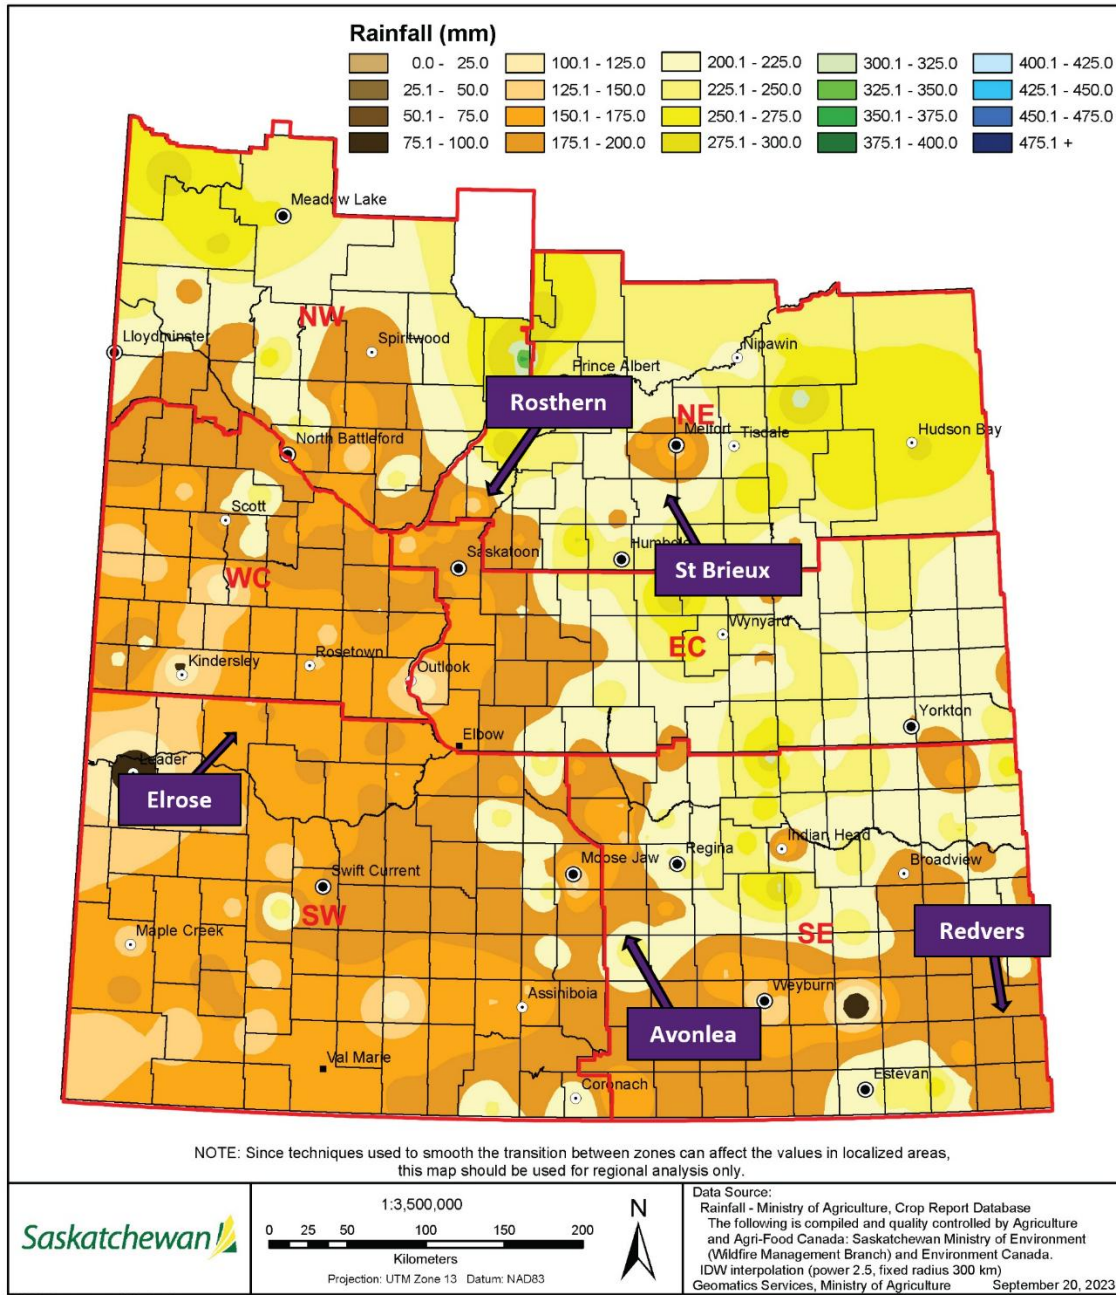 Rainfall (mm)
0.0 - 25.0
25.1 - 50.0
50.1 - 75.0
75.1 - 100.0
100.1 - 125.0
125.1 - 150.0
150.1 - 175.0
175.1 - 200.0
200.1 - 225.0
225.1 - 250.0
250.1 - 275.0
275.1 - 300.0
300.1 - 325.0
325.1 - 350.0
350.1 - 375.0
375.1 - 400.0
400.1 - 425.0
425.1 - 450.0
450.1 - 475.0
475.1 +
Meadow Lake
NW
Lloydminster
Spiritwood
Nipawin
Prince Albert
Rosthern
NE
Melfort
Tisdale
Hudson Bay
North Battleford
Scott
Saskatoon
St Brieux
WC
EC
Wynyard
Kindersley
Rosetown
Outlook
Yorkton
Elbow
Leader
Elrose
Indian Head
Moose Jaw
Regina
Broadview
Swift Current
SW
SE
Redvers
Maple Creek
Assiniboia
Weyburn
Avonlea
Val Marie
Coronach
Estevan
NOTE: Since techniques used to smooth the transition between zones can affect the values in localized areas,
this map should be used for regional analysis only.
Saskatchewan
1:3,500,000
0 25 50 100 150 200
Kilometers
Projection: UTM Zone 13 Datum: NAD83
N
Data Source:
Rainfall - Ministry of Agriculture, Crop Report Database
The following is compiled and quality controlled by Agriculture
and Agri-Food Canada: Saskatchewan Ministry of Environment
(Wildfire Management Branch) and Environment Canada.
IDW interpolation (power 2.5, fixed radius 300 km)
Geomatics Services, Ministry of Agriculture September 20, 2023